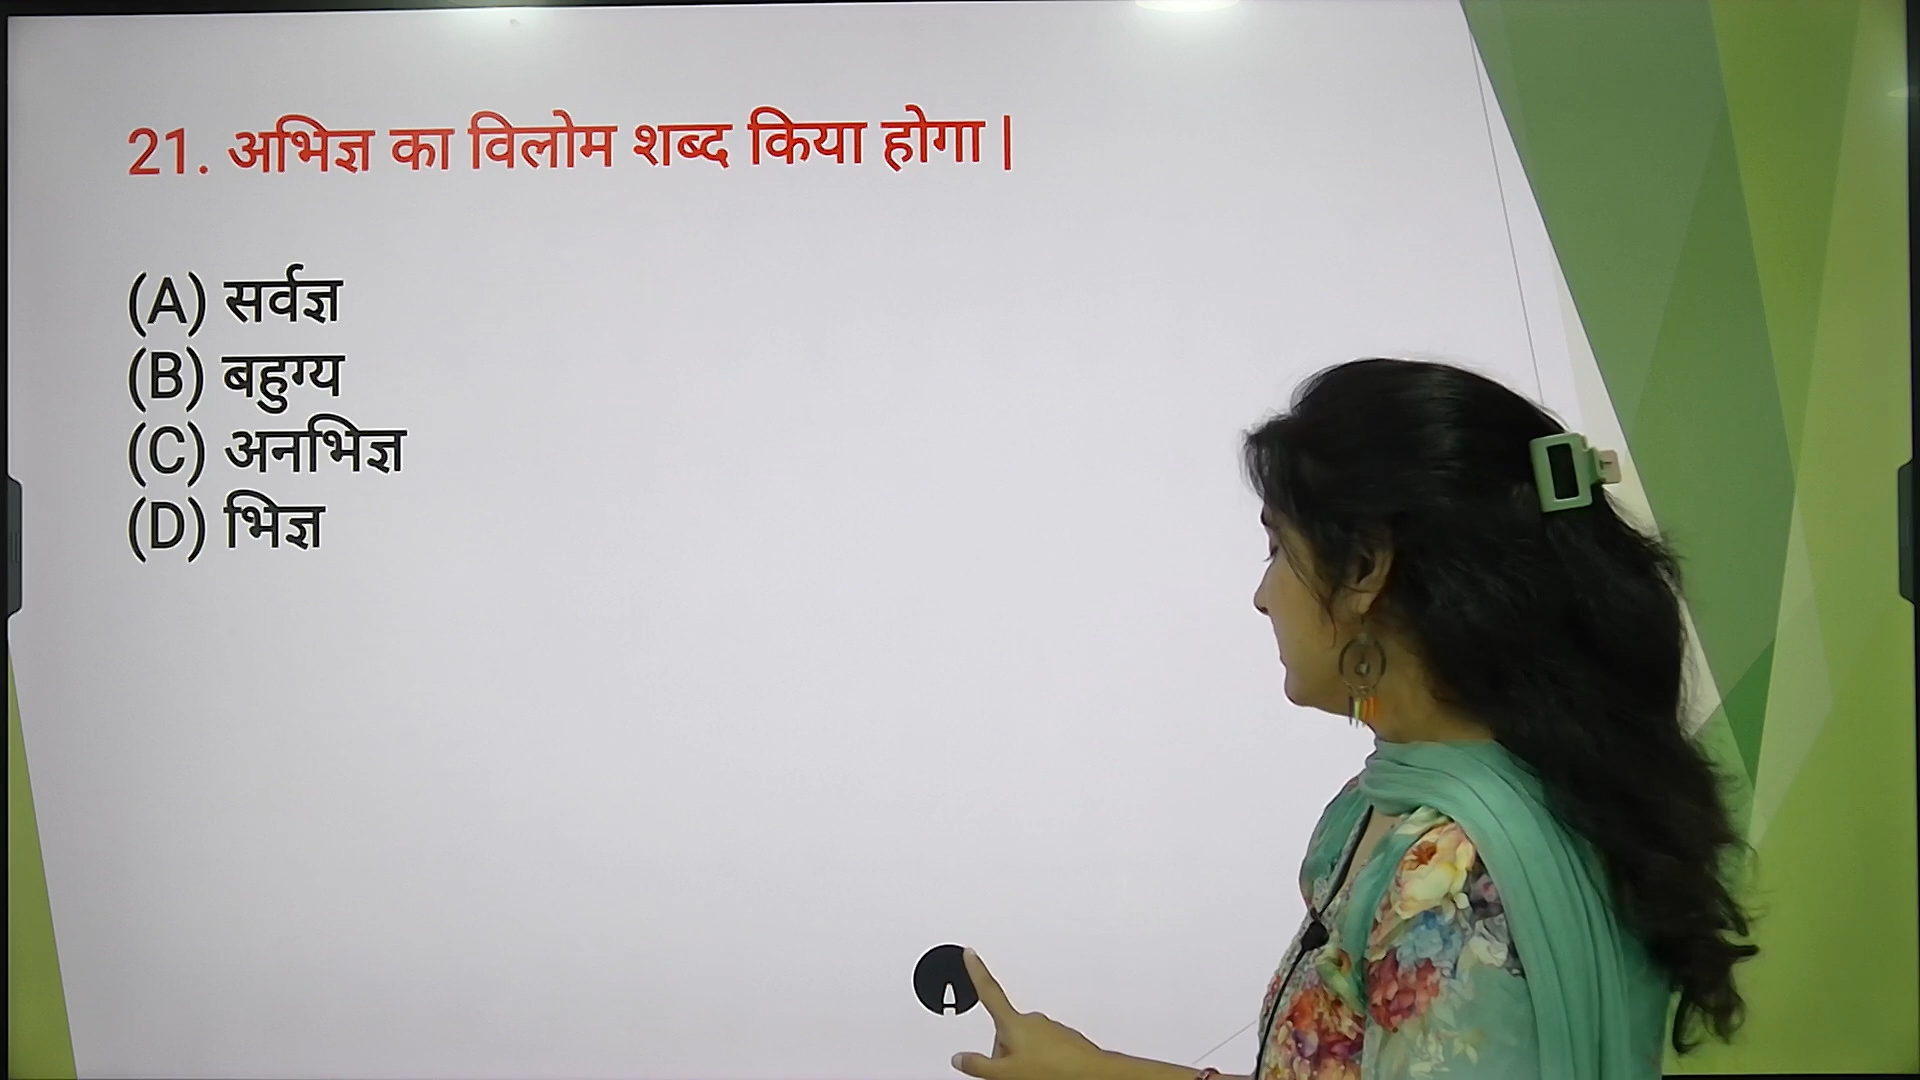 21. अभिज्ञ का विलोम शब्द किया होगा |
(A) सर्वज्ञ
(B) बहुग्य
(C) अनभिज्ञ
(D) भिज्ञ